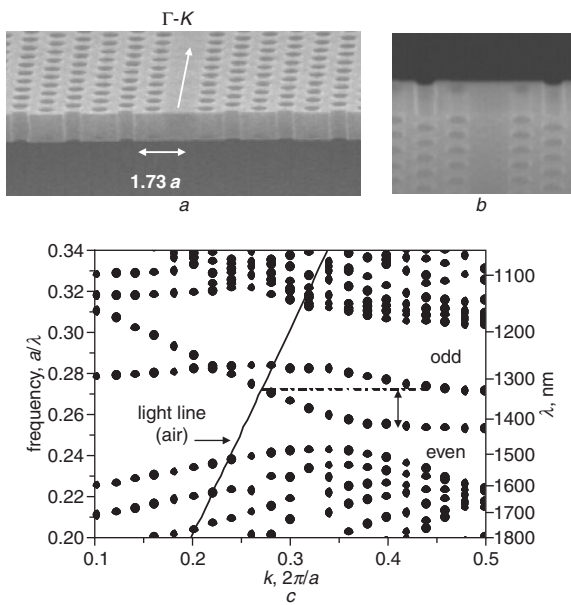 Γ-K
1.73 a
a
b
0.34
0.32
0.30
0.28
0.26
0.24
0.22
0.20
frequency, a/λ
light line
(air)
odd
even
1100
1200
1300
1400
1500
1600
1700
1800
λ, nm
0.1
0.2
0.3
0.4
0.5
k, 2π/a
c